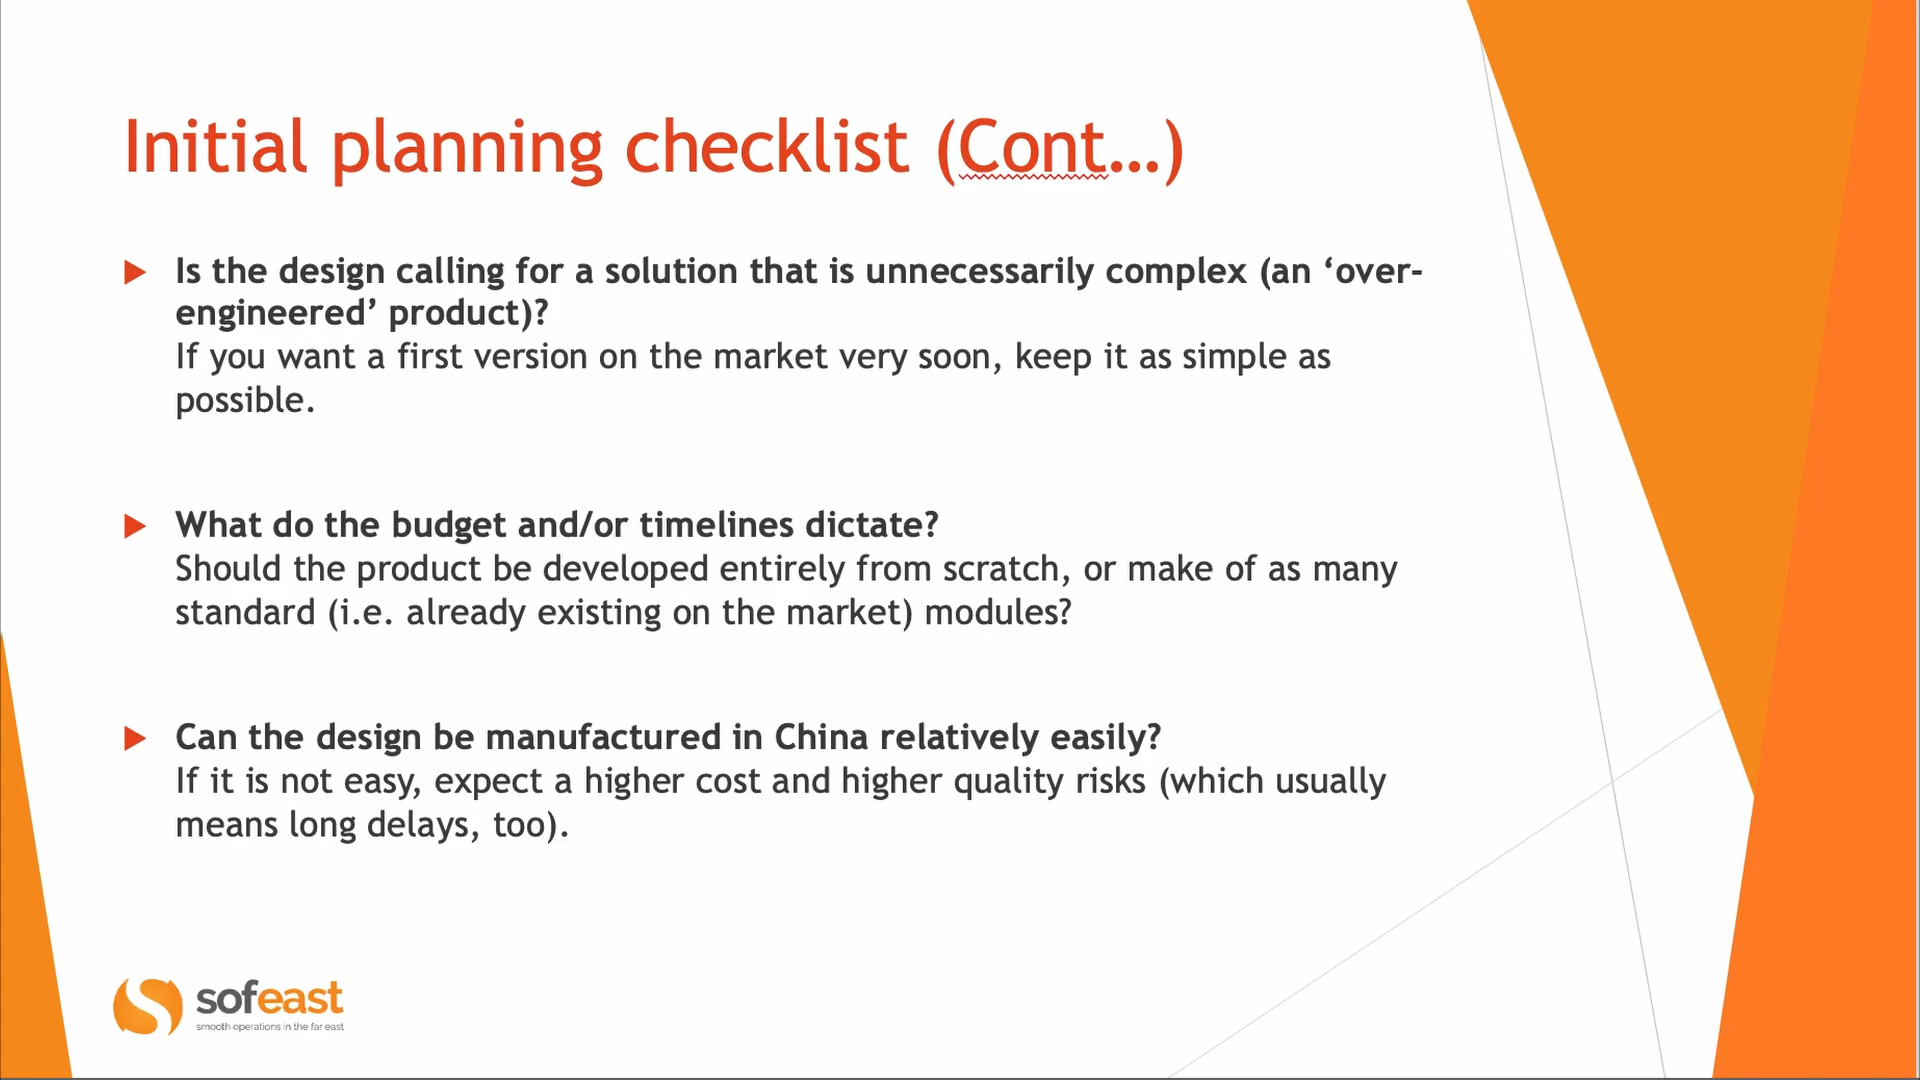 Initial planning checklist (Cont…)
Is the design calling for a solution that is unnecessarily complex (an ‘over-
engineered’ product)?
If you want a first version on the market very soon, keep it as simple as
possible.
What do the budget and/or timelines dictate?
Should the product be developed entirely from scratch, or make of as many
standard (i.e. already existing on the market) modules?
Can the design be manufactured in China relatively easily?
If it is not easy, expect a higher cost and higher quality risks (which usually
means long delays, too).
sofeast
smooth operations in the far east